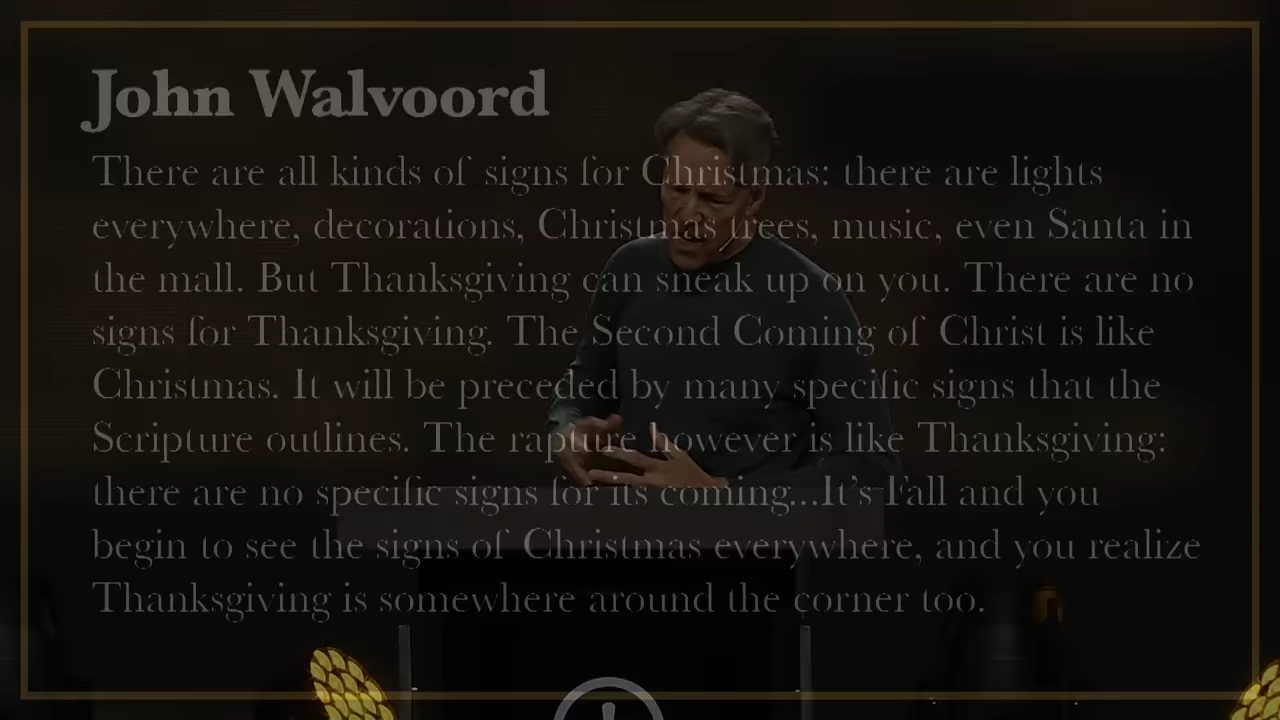 John Walvoord
There are all kinds of signs for Christmas: there are lights
everywhere, decorations, Christmas trees, music, even Santa in
the mall. But Thanksgiving can sneak up on you. There are no
signs for Thanksgiving. The Second Coming of Christ is like
Christmas. It will be preceded by many specific signs that the
Scripture outlines. The rapture however is like Thanksgiving:
there are no specific signs for its coming...It’s Fall and you
begin to see the signs of Christmas everywhere, and you realize
Thanksgiving is somewhere around the corner too.